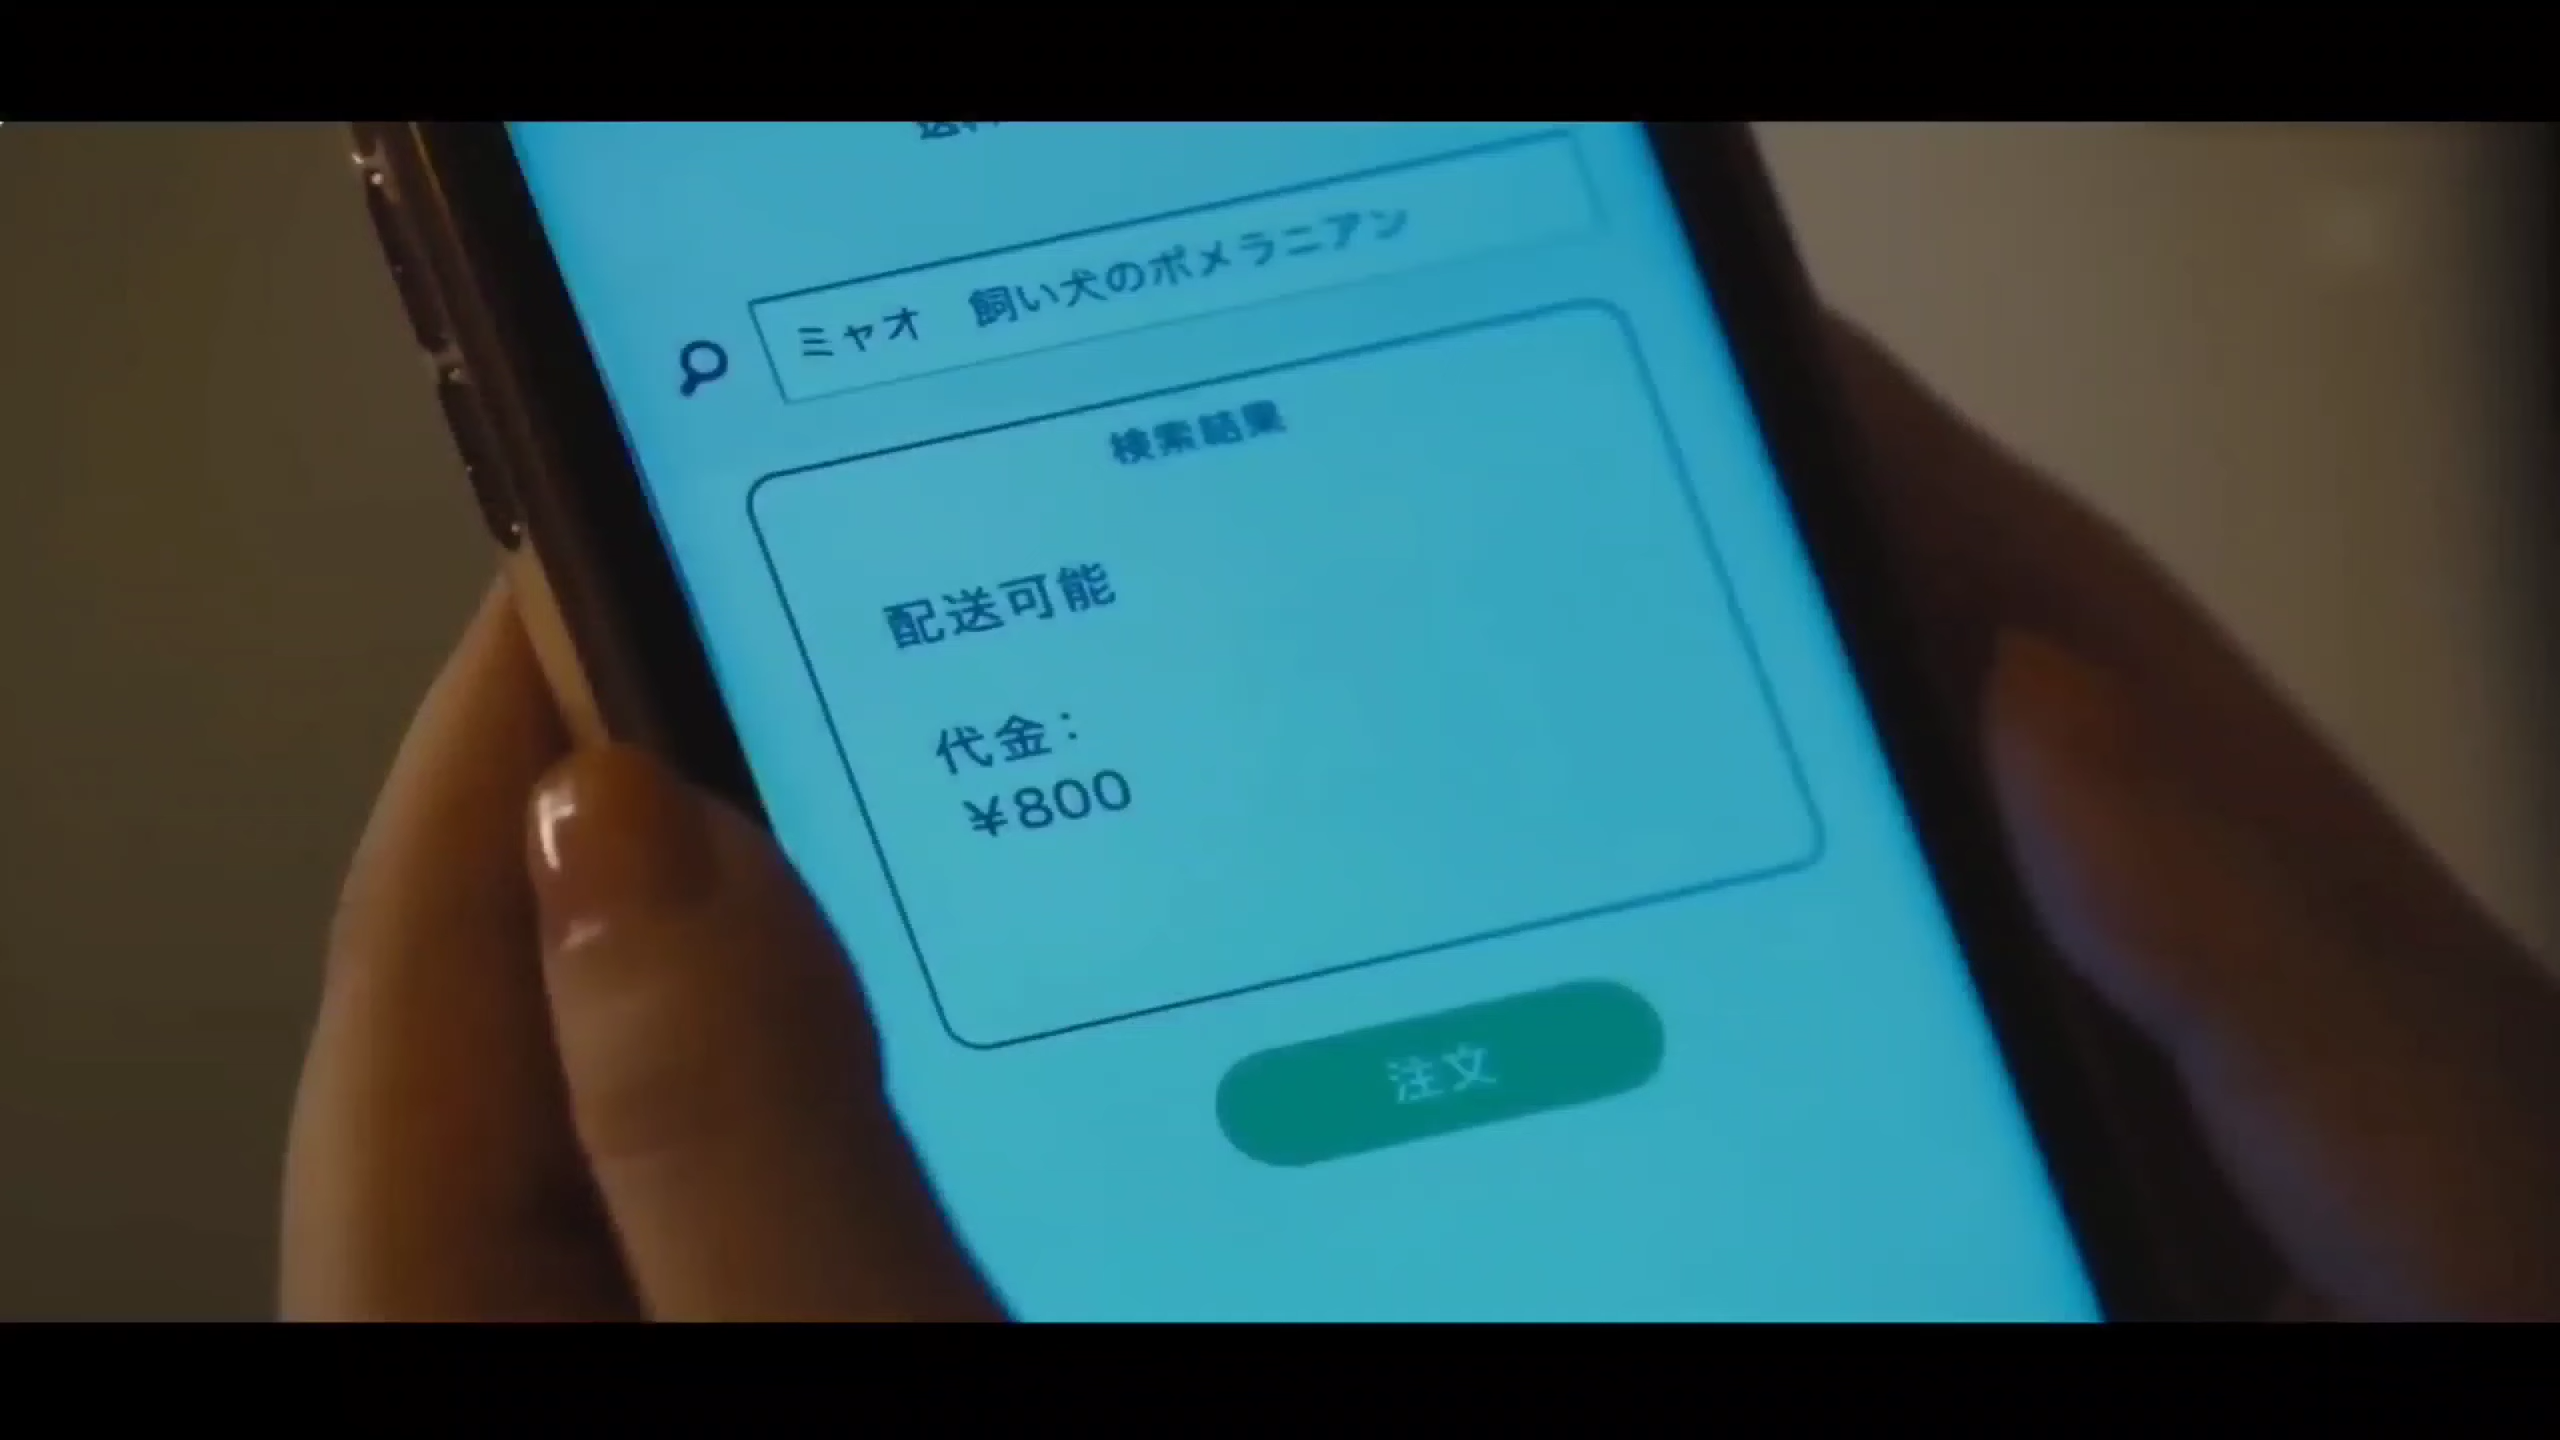 ミャオ　飼い犬のポメラニアン
検索結果
配送可能
代金：
¥800
注文